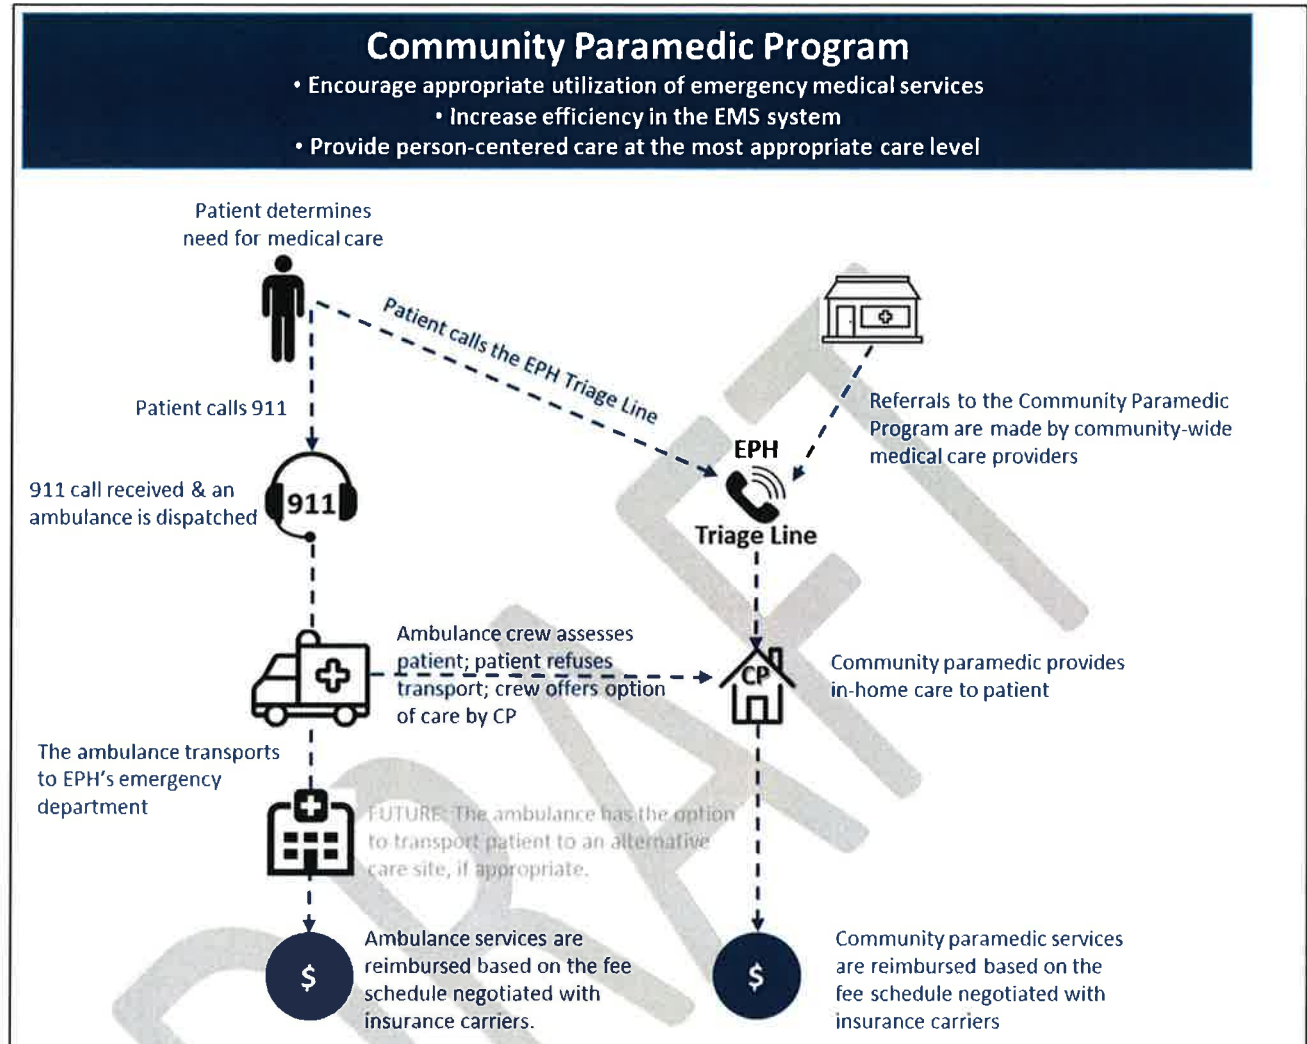 Community Paramedic Program
• Encourage appropriate utilization of emergency medical services
• Increase efficiency in the EMS system
• Provide person-centered care at the most appropriate care level
Patient determines
need for medical care
Patient calls the EPH Triage Line
Patient calls 911
Referrals to the Community Paramedic
Program are made by community-wide
medical care providers
EPH
Triage Line
911 call received & an
ambulance is dispatched
911
Ambulance crew assesses
patient; patient refuses
transport; crew offers option
of care by CP
CP
Community paramedic provides
in-home care to patient
The ambulance transports
to EPH's emergency
department
FUTURE: The ambulance has the option
to transport patient to an alternative
care site, if appropriate.
$
Ambulance services are
reimbursed based on the fee
schedule negotiated with
insurance carriers.
$
Community paramedic services
are reimbursed based on the
fee schedule negotiated with
insurance carriers
DRAFT